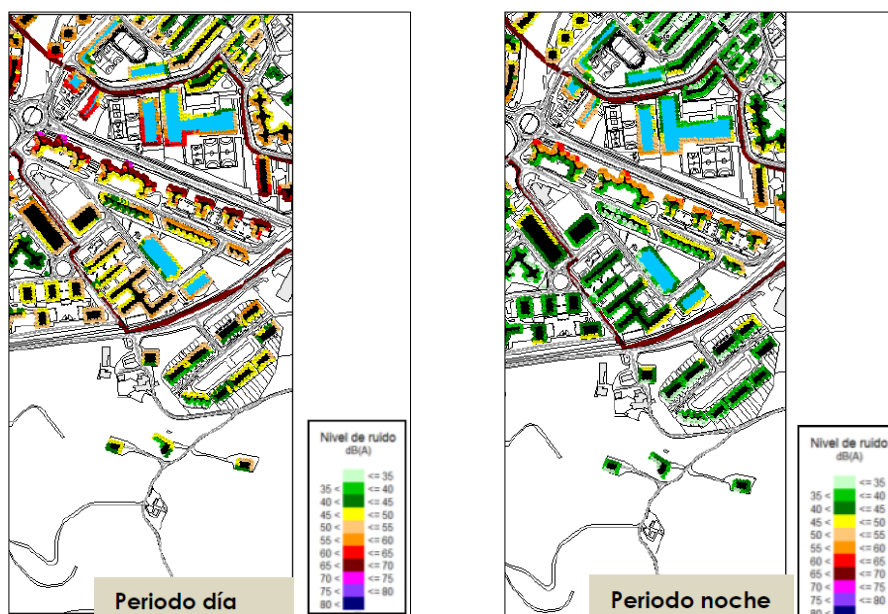 Nivel de ruido
dB(A)
<= 35
35 < <= 40
40 < <= 45
45 < <= 50
50 < <= 55
55 < <= 60
60 < <= 65
65 < <= 70
70 < <= 75
75 < <= 80
80 <
Periodo día
Nivel de ruido
dB(A)
<= 35
35 < <= 40
40 < <= 45
45 < <= 50
50 < <= 55
55 < <= 60
60 < <= 65
65 < <= 70
70 < <= 75
75 < <= 80
80 <
Periodo noche